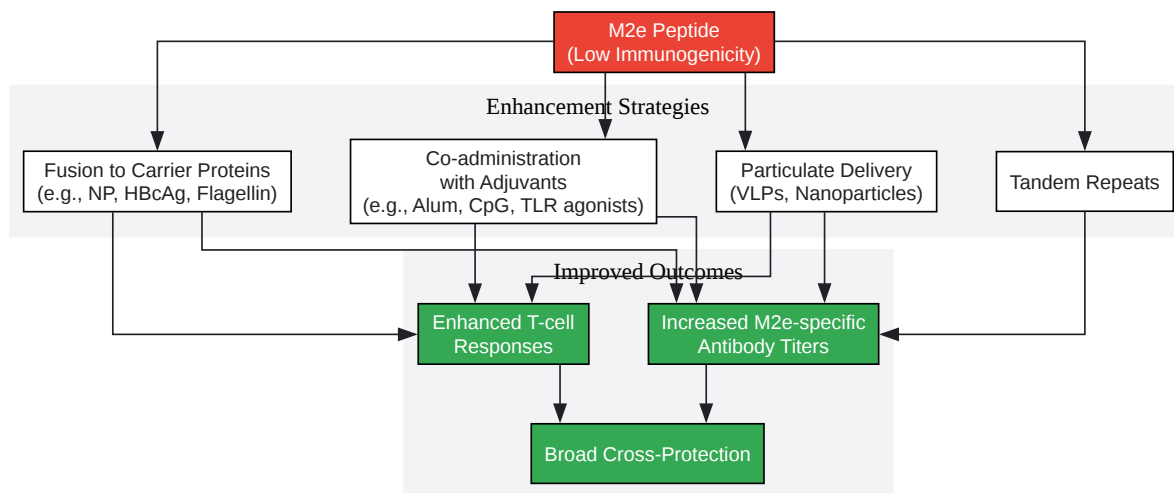 M2e Peptide
(Low Immunogenicity)
Enhancement Strategies
Fusion to Carrier Proteins
(e.g., NP, HBcAg, Flagellin)
Co-administration
with Adjuvants
(e.g., Alum, CpG, TLR agonists)
Particulate Delivery
(VLPs, Nanoparticles)
Tandem Repeats
Improved Outcomes
Enhanced T-cell
Responses
Increased M2e-specific
Antibody Titers
Broad Cross-Protection